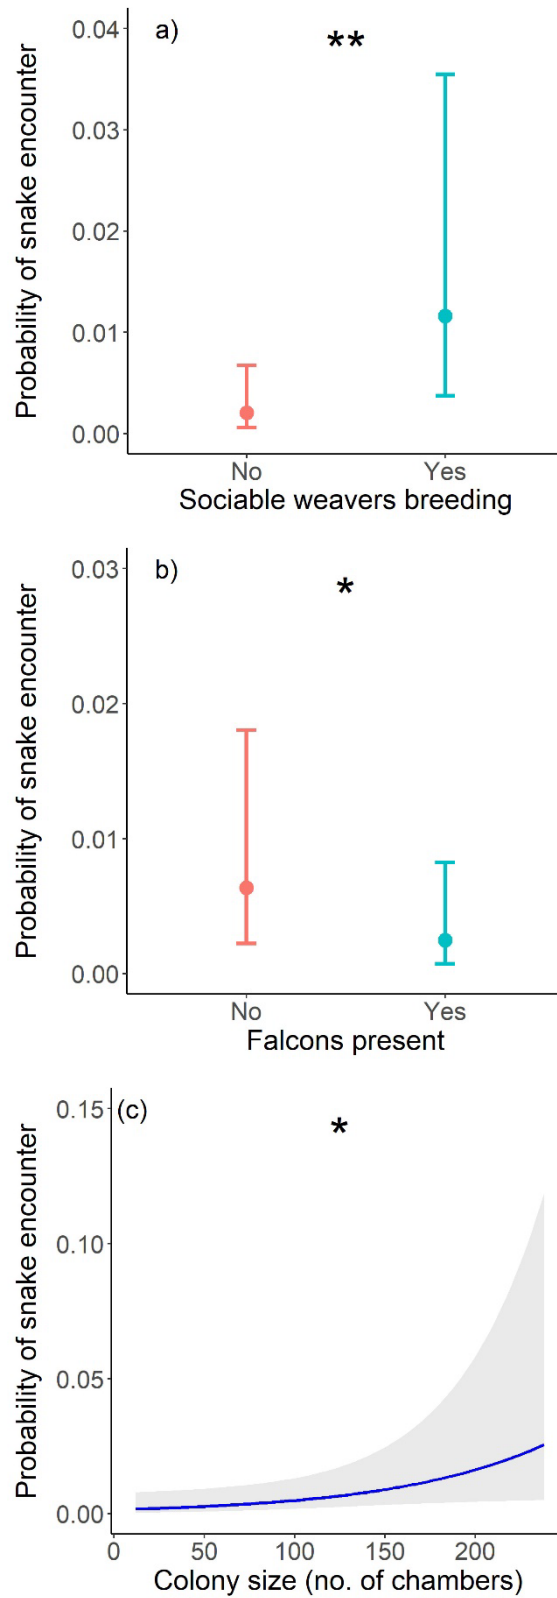 a)
**
Probability of snake encounter
0.04
0.03
0.02
0.01
0.00
No Yes
Sociable weavers breeding
b)
*
Probability of snake encounter
0.03
0.02
0.01
0.00
No Yes
Falcons present
(c)
*
Probability of snake encounter
0.15
0.10
0.05
0.00
0 50 100 150 200
Colony size (no. of chambers)